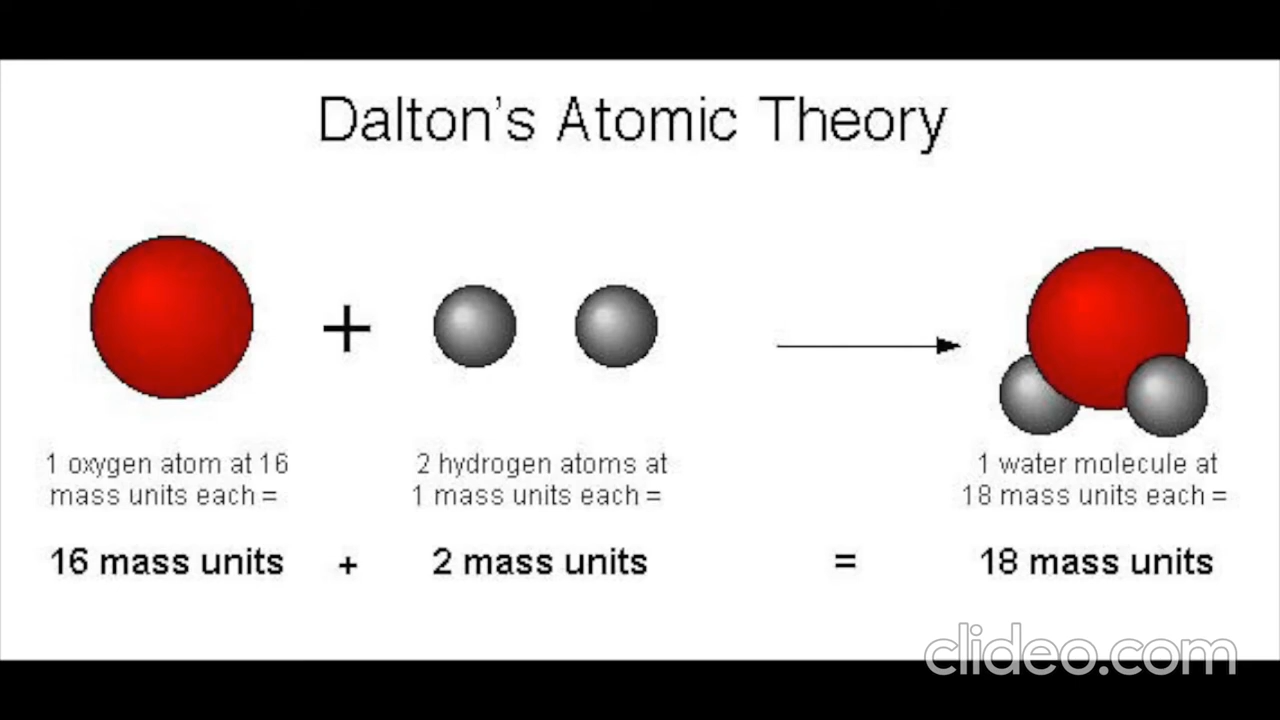 Dalton's Atomic Theory
+
1 oxygen atom at 16
mass units each =
2 hydrogen atoms at
1 mass units each =
1 water molecule at
18 mass units each =
16 mass units + 2 mass units = 18 mass units
clideo.com